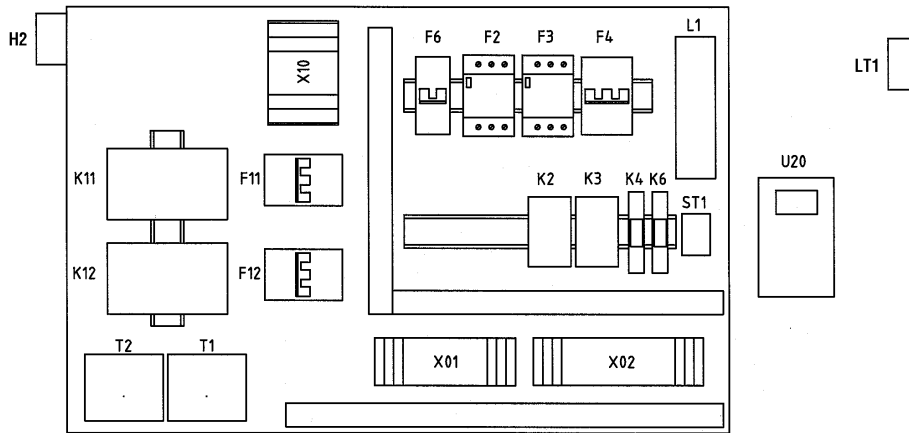 H2
F6 F2 F3 F4 L1
LT1
X10
U20
K11 F11
K2 K3 K4 K6
ST1
K12 F12
T2 T1
X01 X02